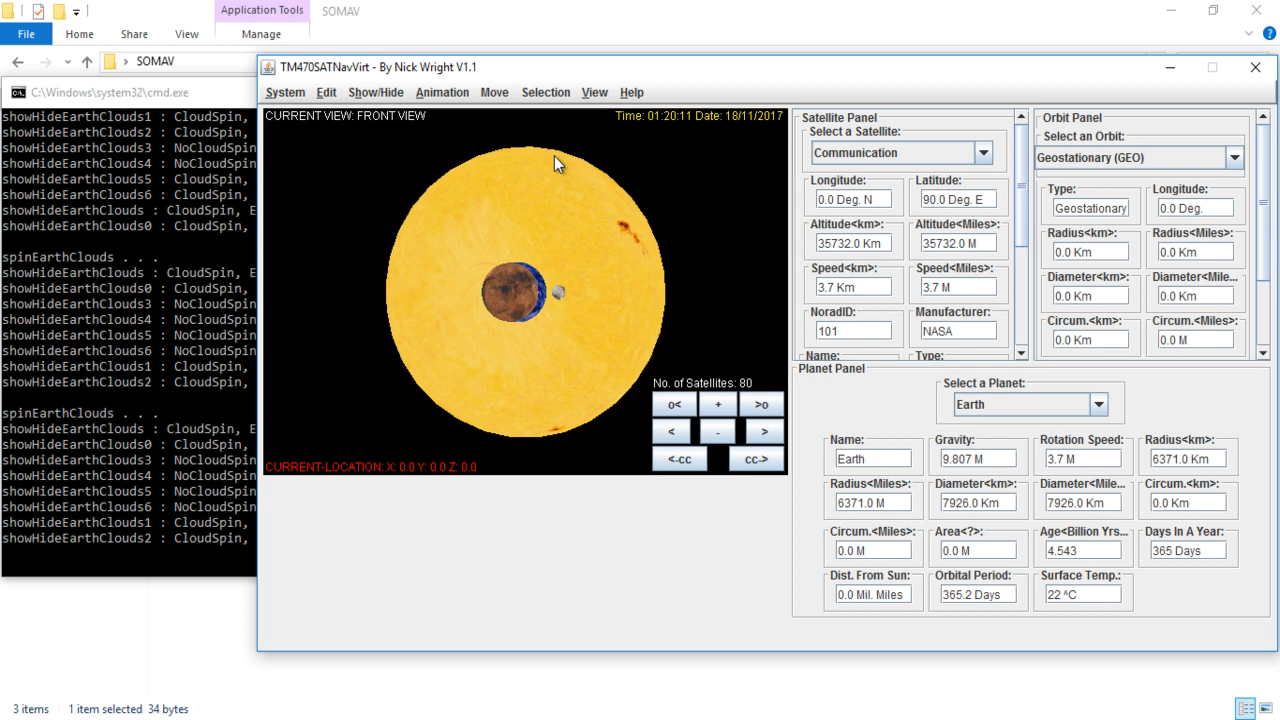 Application Tools
SOMAV
File
Home
Share
View
Manage
SOMAV
C:\Windows\system32\cmd.exe
showHideEarthClouds1 : CloudSpin,
showHideEarthClouds2 : CloudSpin,
showHideEarthClouds3 : NoCloudSpin
showHideEarthClouds4 : NoCloudSpin
showHideEarthClouds5 : NoCloudSpin
showHideEarthClouds6 : NoCloudSpin
showHideEarthClouds : CloudSpin, E
showHideEarthClouds0 : CloudSpin,
spinEarthClouds . . .
showHideEarthClouds : CloudSpin, E
showHideEarthClouds0 : CloudSpin,
showHideEarthClouds3 : NoCloudSpin
showHideEarthClouds4 : NoCloudSpin
showHideEarthClouds5 : NoCloudSpin
showHideEarthClouds6 : NoCloudSpin
showHideEarthClouds1 : CloudSpin,
showHideEarthClouds2 : CloudSpin,
spinEarthClouds . . .
showHideEarthClouds : CloudSpin, E
showHideEarthClouds0 : CloudSpin,
showHideEarthClouds3 : NoCloudSpin
showHideEarthClouds4 : NoCloudSpin
showHideEarthClouds5 : NoCloudSpin
showHideEarthClouds6 : NoCloudSpin
showHideEarthClouds1 : CloudSpin,
showHideEarthClouds2 : CloudSpin,
TM470SATNavVirt - By Nick Wright V1.1
System Edit Show/Hide Animation Move Selection View Help
CURRENT VIEW: FRONT VIEW
Time: 01:20:11 Date: 18/11/2017
No. of Satellites: 80
o< + >o
< - >
<-cc cc->
CURRENT-LOCATION: X: 0.0 Y: 0.0 Z: 0.0
Satellite Panel
Select a Satellite:
Communication
Longitude: Latitude:
0.0 Deg. N 90.0 Deg. E
Altitude<km>: Altitude<Miles>:
35732.0 Km 35732.0 M
Speed<km>: Speed<Miles>:
3.7 Km 3.7 M
NoradID: Manufacturer:
101 NASA
Name: Type:
Orbit Panel
Select an Orbit:
Geostationary (GEO)
Type: Longitude:
Geostationary 0.0 Deg.
Radius<km>: Radius<Miles>:
0.0 Km 0.0 Km
Diameter<km>: Diameter<Mile...
0.0 Km 0.0 Km
Circum.<km>: Circum.<Miles>:
0.0 Km 0.0 M
Planet Panel
Select a Planet:
Earth
Name: Gravity: Rotation Speed: Radius<km>:
Earth 9.807 M 3.7 M 6371.0 Km
Radius<Miles>: Diameter<km>: Diameter<Mile... Circum.<km>:
6371.0 M 7926.0 Km 7926.0 Km 0.0 Km
Circum.<Miles>: Area<?>: Age<Billion Yrs... Days In A Year:
0.0 M 0.0 M 4.543 365 Days
Dist. From Sun: Orbital Period: Surface Temp.:
0.0 Mil. Miles 365.2 Days 22 ^C
3 items 1 item selected 34 bytes